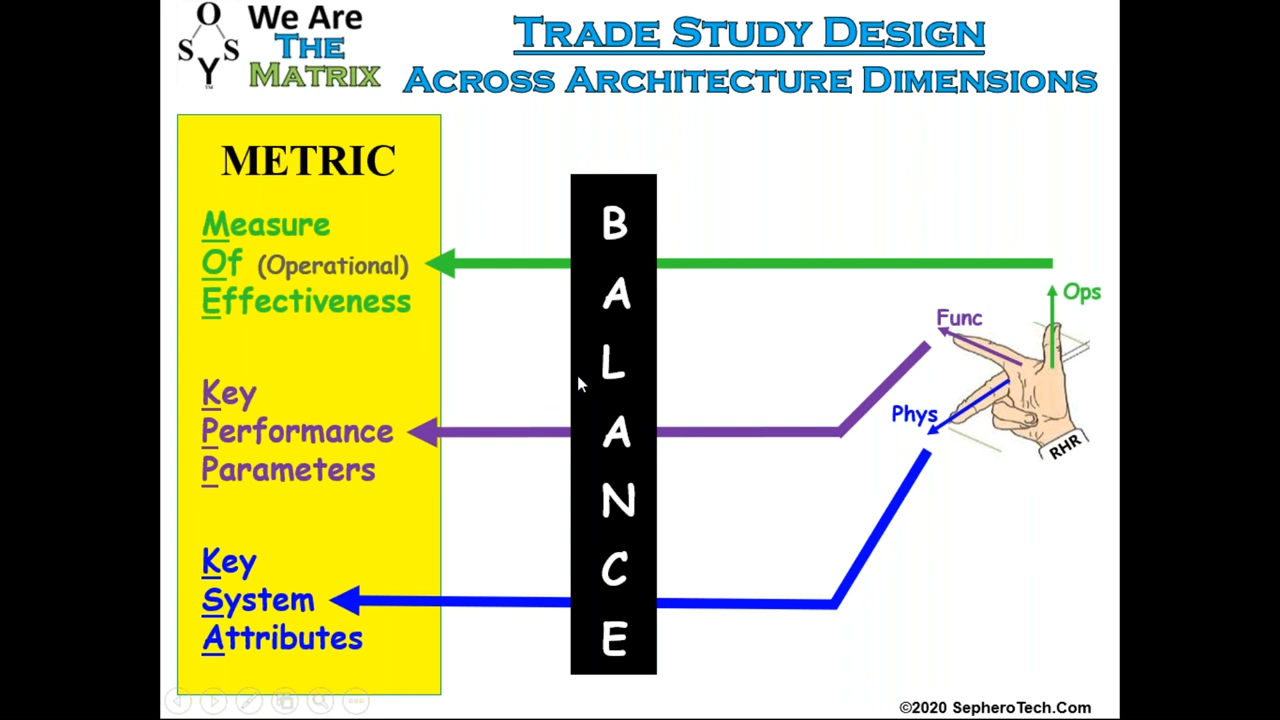 O
S S
Y
TM
We Are
THE
MATRIX
TRADE STUDY DESIGN
ACROSS ARCHITECTURE DIMENSIONS
METRIC
Measure
Of (Operational)
Effectiveness
Key
Performance
Parameters
Key
System
Attributes
B
A
L
A
N
C
E
Ops
Func
Phys
RHR
©2020 SepheroTech.Com